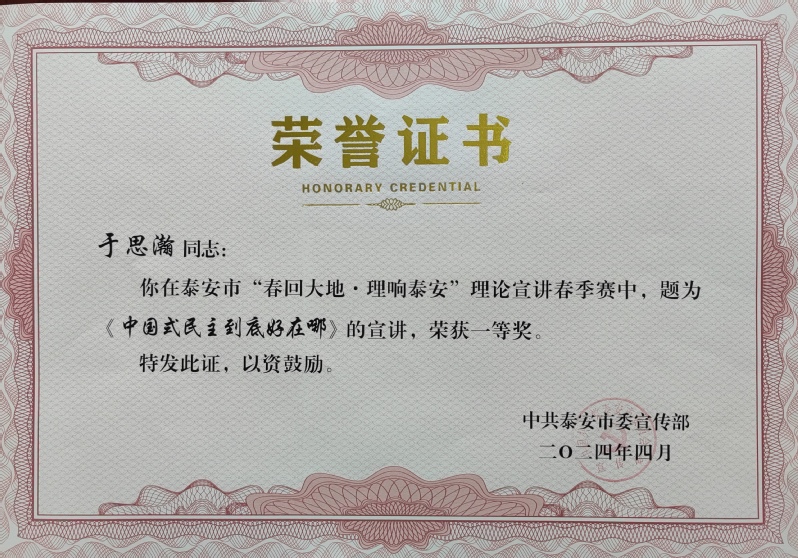 荣誉证书
HONORARY CREDENTIAL
于思瀚 同志：
你在泰安市“春回大地·理响泰安”理论宣讲春季赛中，题为
《中国式民主到底好在哪》的宣讲，荣获一等奖。
特发此证，以资鼓励。
中共泰安市委宣传部
二〇二四年四月